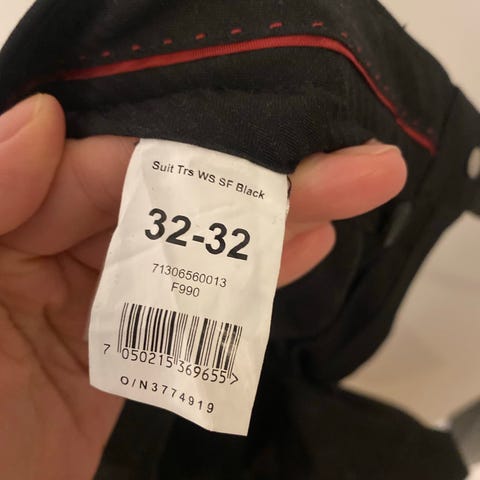 Suit Trs WS SF Black
32-32
71306560013
F990
7 050215 369655>
O/N3774919